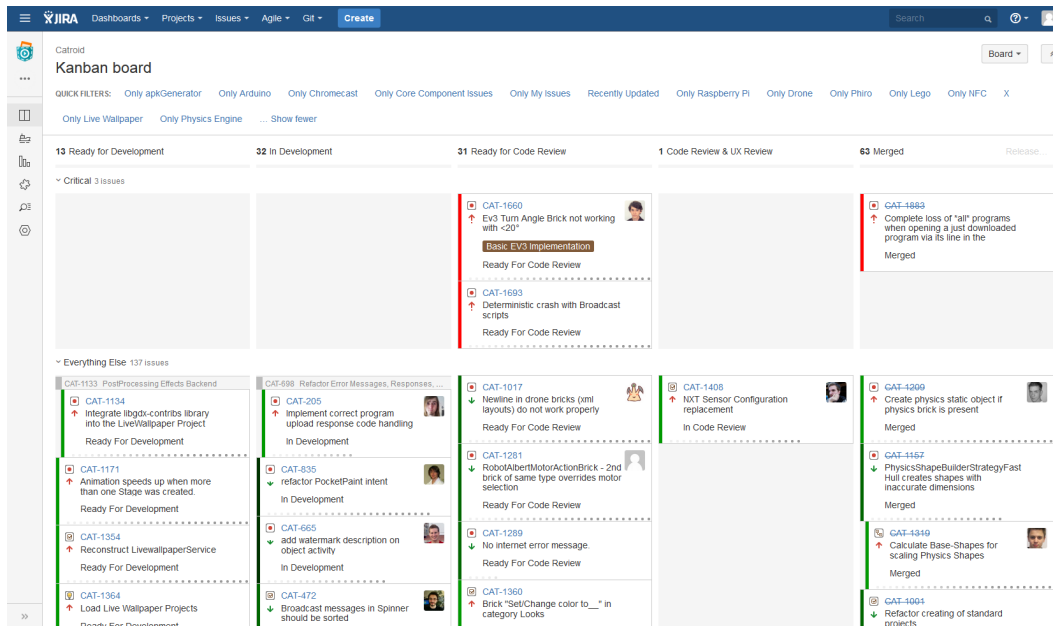 JIRA Dashboards Projects Issues Agile Git Create Search
Catroid
Kanban board
Board
QUICK FILTERS: Only apkGenerator Only Arduino Only Chromecast Only Core Component Issues Only My Issues Recently Updated Only Raspberry Pi Only Drone Only Phiro Only Lego Only NFC X
Only Live Wallpaper Only Physics Engine ... Show fewer
13 Ready for Development 32 In Development 31 Ready for Code Review 1 Code Review & UX Review 63 Merged Release...
Critical 3 issues
CAT-1660
Ev3 Turn Angle Brick not working
with <20°
Basic EV3 Implementation
Ready For Code Review
CAT-1693
Deterministic crash with Broadcast
scripts
Ready For Code Review
CAT-1883
Complete loss of *all* programs
when opening a just downloaded
program via its line in the
Merged
Everything Else 137 issues
CAT-1133 PostProcessing Effects Backend
CAT-1134
Integrate libgdx-contribs library
into the LiveWallpaper Project
Ready For Development
CAT-1171
Animation speeds up when more
than one Stage was created.
Ready For Development
CAT-1354
Reconstruct LivewallpaperService
Ready For Development
CAT-1364
Load Live Wallpaper Projects
Ready For Development
CAT-698 Refactor Error Messages, Responses, ...
CAT-205
Implement correct program
upload response code handling
In Development
CAT-835
refactor PocketPaint intent
In Development
CAT-665
add watermark description on
object activity
In Development
CAT-472
Broadcast messages in Spinner
should be sorted
CAT-1017
Newline in drone bricks (xml
layouts) do not work properly
Ready For Code Review
CAT-1281
RobotAlbertMotorActionBrick - 2nd
brick of same type overrides motor
selection
Ready For Code Review
CAT-1289
No internet error message.
Ready For Code Review
CAT-1360
Brick "Set/Change color to__" in
category Looks
CAT-1408
NXT Sensor Configuration
replacement
In Code Review
CAT-1209
Create physics static object if
physics brick is present
Merged
CAT-1157
PhysicsShapeBuilderStrategyFast
Hull creates shapes with
inaccurate dimensions
Merged
CAT-1319
Calculate Base-Shapes for
scaling Physics Shapes
Merged
CAT-1001
Refactor creating of standard
projects